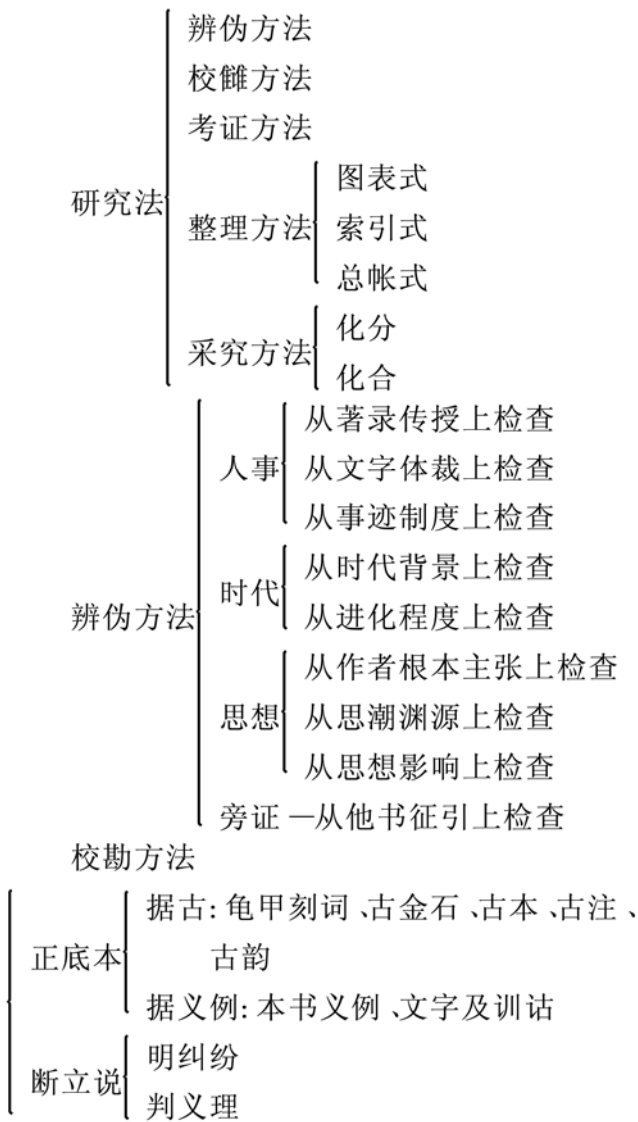 辨伪方法
校雠方法
考证方法
研究法
整理方法
图表式
索引式
总帐式
采究方法
化分
化合
辨伪方法
人事
从著录传授上检查
从文字体裁上检查
从事迹制度上检查
时代
从时代背景上检查
从进化程度上检查
思想
从作者根本主张上检查
从思潮渊源上检查
从思想影响上检查
旁证—从他书征引上检查
校勘方法
正底本
据古:龟甲刻词、古金石、古本、古注、
古韵
据义例:本书义例、文字及训诂
断立说
明纠纷
判义理